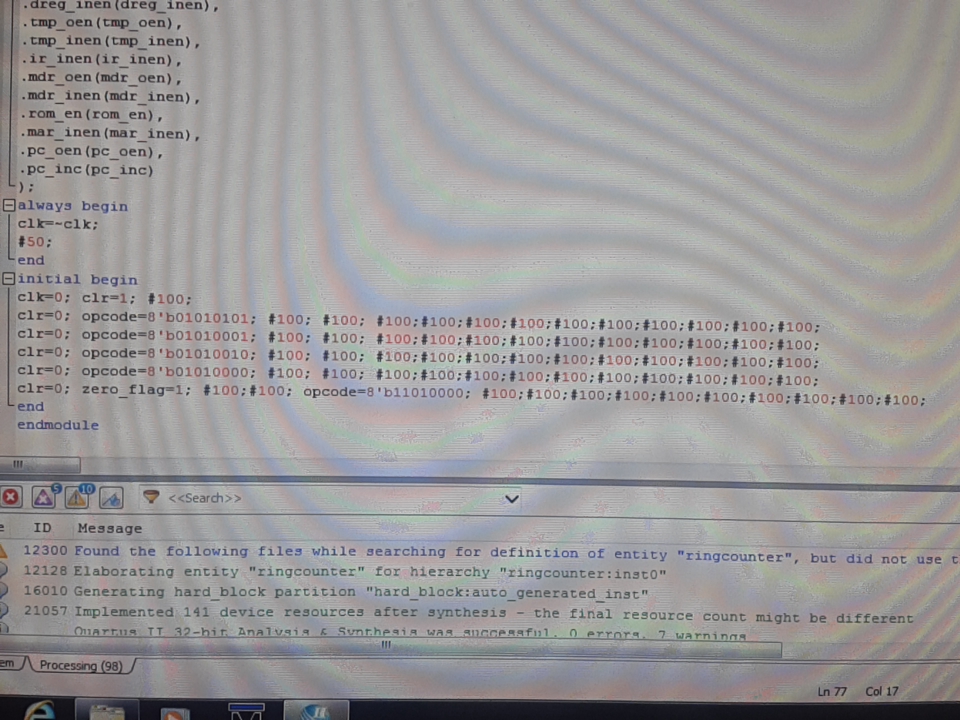 .dreg_inen(dreg_inen),
.tmp_oen(tmp_oen),
.tmp_inen(tmp_inen),
.ir_inen(ir_inen),
.mdr_oen(mdr_oen),
.mdr_inen(mdr_inen),
.rom_en(rom_en),
.mar_inen(mar_inen),
.pc_oen(pc_oen),
.pc_inc(pc_inc)
);
always begin
clk=~clk;
#50;
end
initial begin
clk=0; clr=1; #100;
clr=0; opcode=8'b01010101; #100; #100; #100;#100;#100;#100;#100;#100;#100;#100;#100;#100;
clr=0; opcode=8'b01010001; #100; #100; #100;#100;#100;#100;#100;#100;#100;#100;#100;#100;
clr=0; opcode=8'b01010010; #100; #100; #100;#100;#100;#100;#100;#100;#100;#100;#100;#100;
clr=0; opcode=8'b01010000; #100; #100; #100;#100;#100;#100;#100;#100;#100;#100;#100;#100;
clr=0; zero_flag=1; #100;#100; opcode=8'b11010000; #100;#100;#100;#100;#100;#100;#100;#100;#100;#100;
end
endmodule
5 10 <<Search>>
ID Message
12300 Found the following files while searching for definition of entity "ringcounter", but did not use t
12128 Elaborating entity "ringcounter" for hierarchy "ringcounter:inst0"
16010 Generating hard_block partition "hard_block:auto_generated_inst"
21057 Implemented 141 device resources after synthesis - the final resource count might be different
Quartus II 32-bit Analysis & Synthesis was successful. 0 errors, 7 warnings
em Processing (98)
Ln 77 Col 17